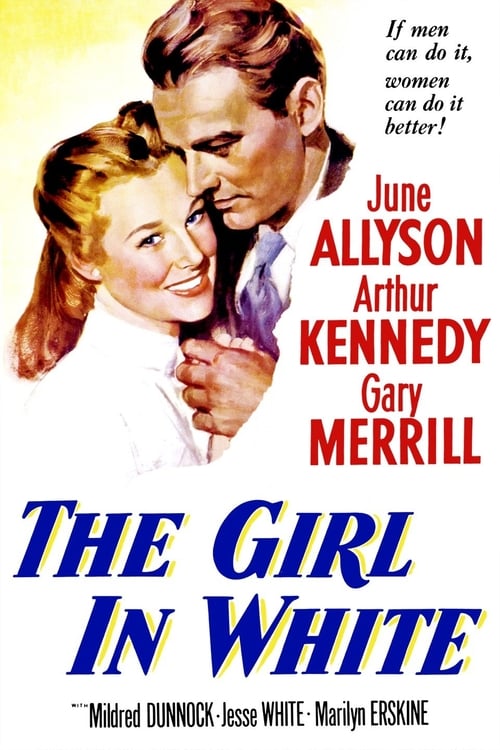 If men
can do it,
women
can do it
better!
June
ALLYSON
Arthur
KENNEDY
Gary
MERRILL
THE GIRL
IN WHITE
WITH Mildred DUNNOCK · Jesse WHITE · Marilyn ERSKINE